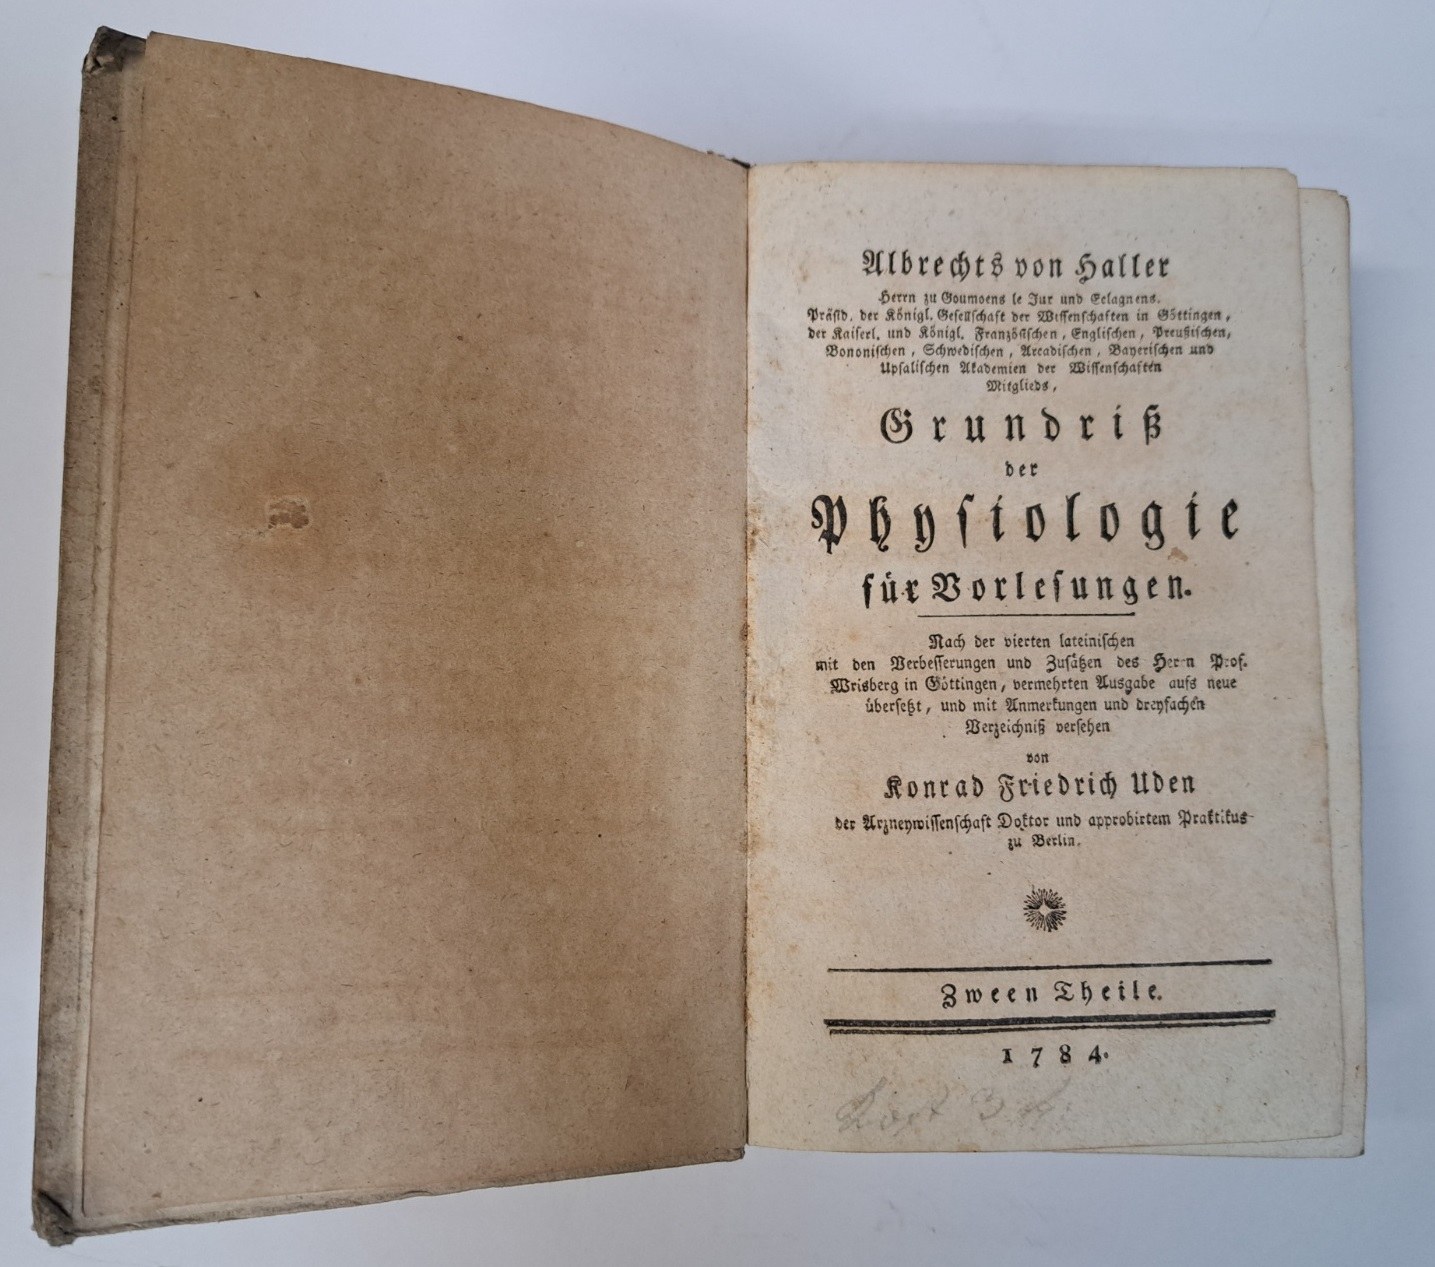 Albrechts von Haller
Herrn zu Goumoens le Jur und Eclagnens.
Präsid. der Königl. Gesellschaft der Wissenschaften in Göttingen,
der Kaiserl. und Königl. Französischen, Englischen, Preußischen,
Bononischen, Schwedischen, Arcadischen, Bayerischen und
Upsalischen Akademien der Wissenschaften
Mitglieds,
Grundriß
der
Physiologie
für Vorlesungen.
Nach der vierten lateinischen
mit den Verbesserungen und Zusätzen des Herrn Prof.
Wrisberg in Göttingen, vermehrten Ausgabe aufs neue
übersetzt, und mit Anmerkungen und dreyfachen
Verzeichniß versehen
von
Konrad Friedrich Uden
der Arzneywissenschaft Doktor und approbirtem Praktikus
zu Berlin.
Zween Theile.
1784.